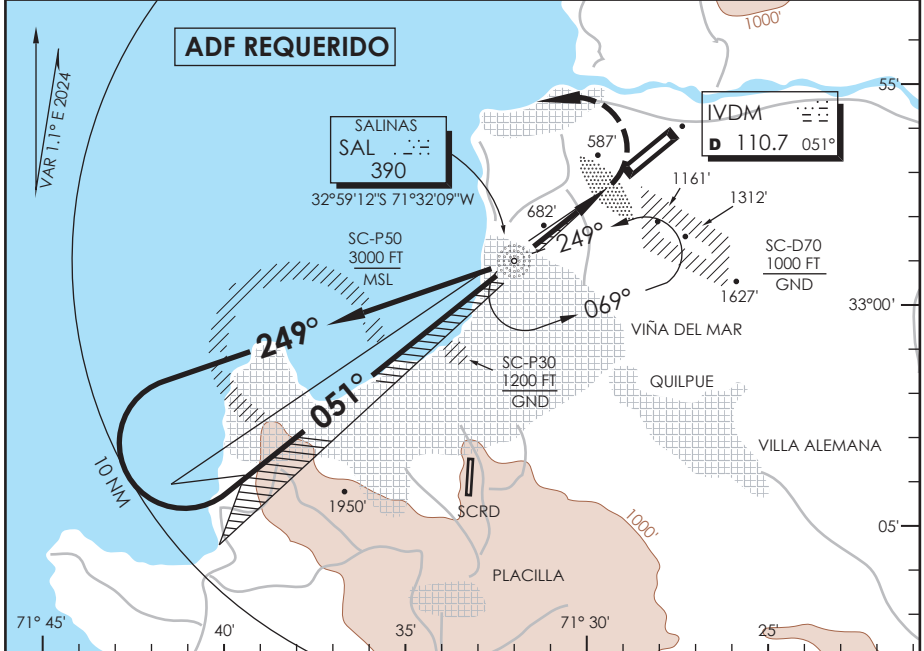 1000'
ADF REQUERIDO
VAR 1.1° E 2024
55'
IVDM
D 110.7 051°
SALINAS
SAL
390
32°59'12"S 71°32'09"W
587'
1161'
1312'
682'
249°
SC-P50
3000 FT
MSL
SC-D70
1000 FT
GND
1627'
069°
33°00'
VIÑA DEL MAR
249°
SC-P30
1200 FT
GND
QUILPUE
051°
VILLA ALEMANA
10 NM
1950'
SCRD
1000'
05'
PLACILLA
71° 45'
40'
35'
71° 30'
25'